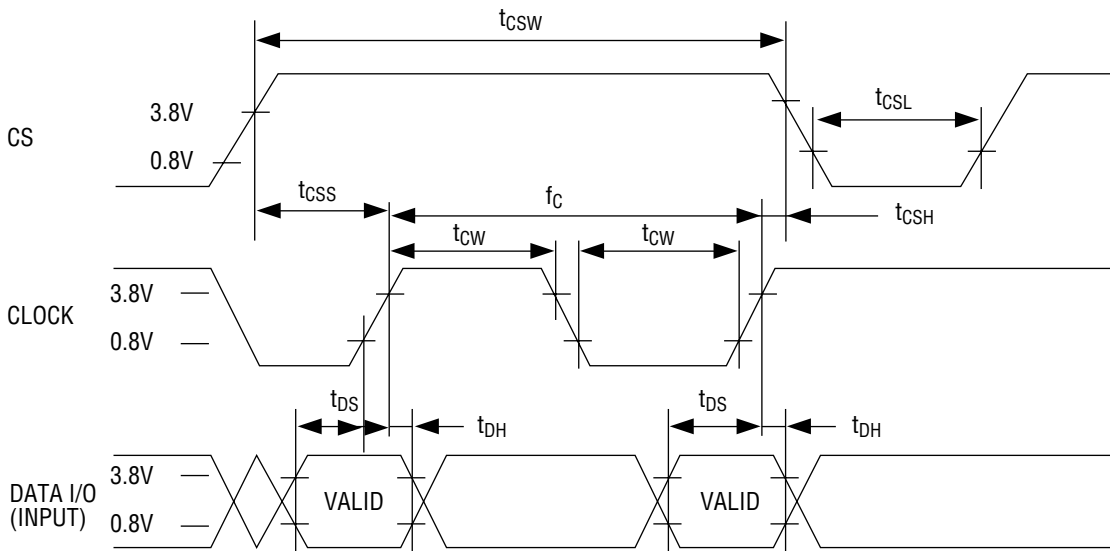 tCSW
3.8V
CS
0.8V
tCSL
tCSS
fC
tCSH
tCW
tCW
3.8V
CLOCK
0.8V
tDS
tDH
tDS
tDH
3.8V
DATA I/O
(INPUT)
0.8V
VALID
VALID